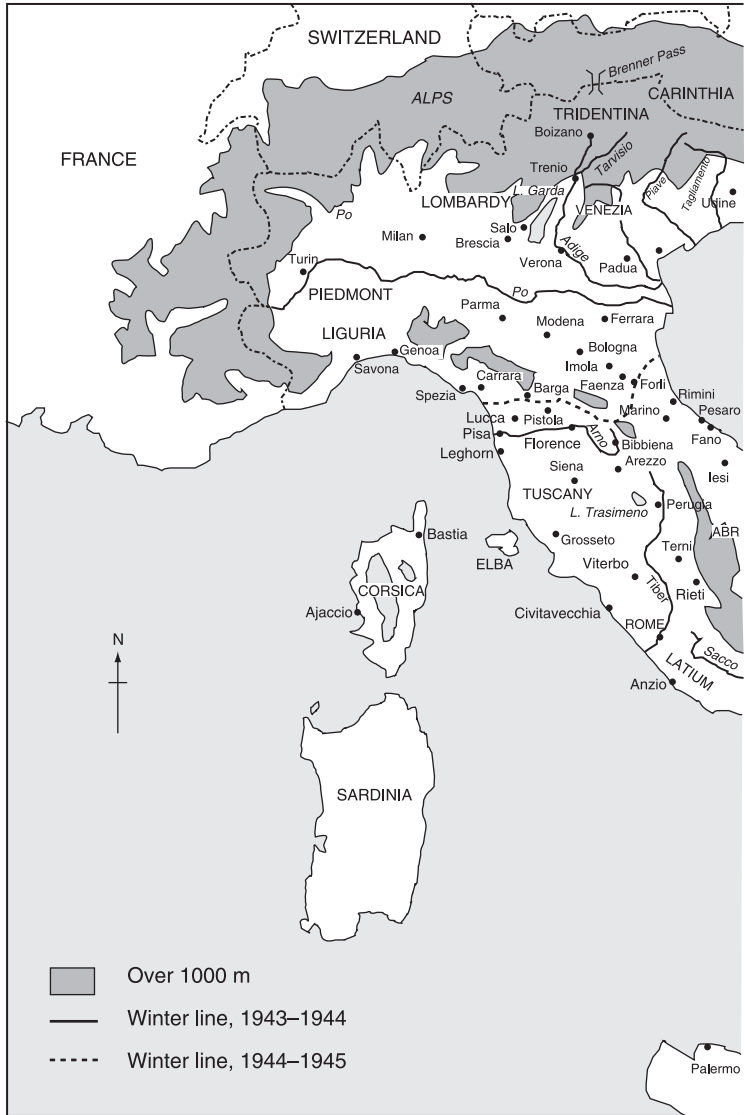 SWITZERLAND
Brenner Pass
ALPS
CARINTHIA
TRIDENTINA
Boizano
FRANCE
Tarvisio
Trenio
L. Garda
LOMBARDY
Piave
Tagliamento
Udine
VENEZIA
Po
Salo
Milan
Brescia
Adige
Verona
Padua
Turin
PIEDMONT
Po
Parma
Ferrara
Modena
LIGURIA
Bologna
Genoa
Savona
Imola
Carrara
Faenza
Forli
Spezia
Barga
Rimini
Marino
Pesaro
Lucca
Pistola
Pisa
Florence
Arno
Fano
Bibbiena
Leghorn
Arezzo
Siena
Iesi
TUSCANY
L. Trasimeno
Perugia
ABR
Bastia
Grosseto
Terni
ELBA
Viterbo
CORSICA
Tiber
Rieti
Ajaccio
Civitavecchia
ROME
N
Sacco
LATIUM
Anzio
SARDINIA
Over 1000 m
Winter line, 1943–1944
Winter line, 1944–1945
Palermo